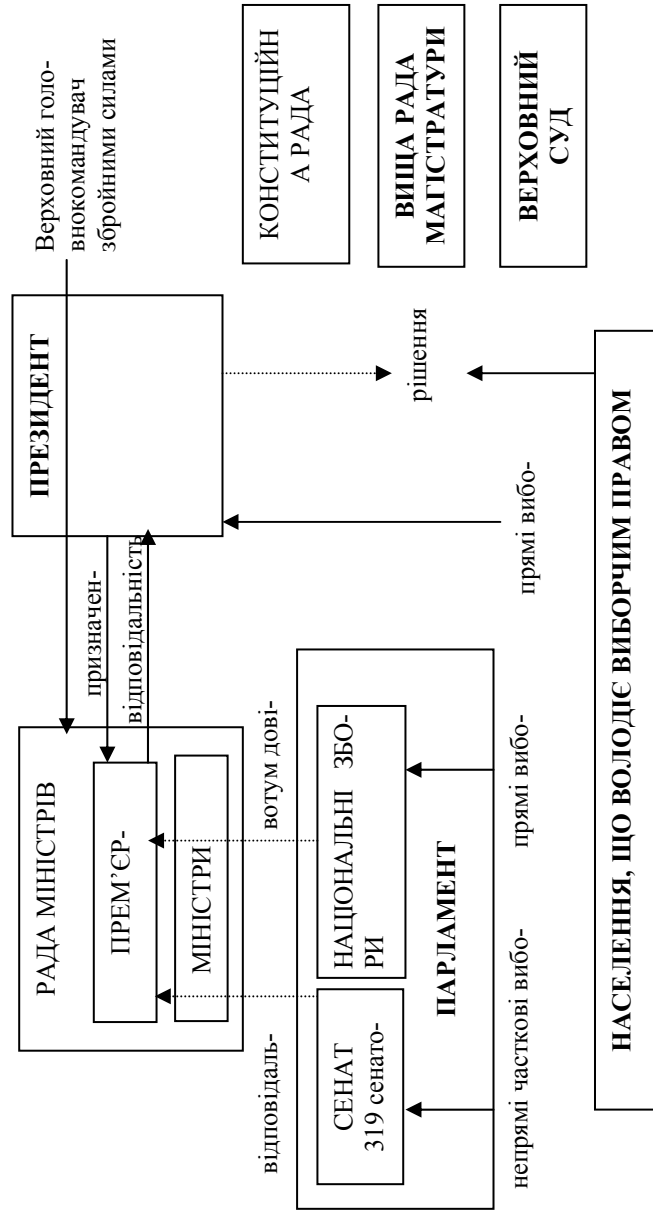 РАДА МІНІСТРІВ
ПРЕМ’ЄР-
МІНІСТРИ
призначен-
відповідальність
ПРЕЗИДЕНТ
Верховний голо-
внокомандувач
збройними силами
відповідаль-
вотум дові-
СЕНАТ
319 сенато-
НАЦІОНАЛЬНІ ЗБО-
РИ
ПАРЛАМЕНТ
рішення
КОНСТИТУЦІЙН
А РАДА
ВИЩА РАДА
МАГІСТРАТУРИ
ВЕРХОВНИЙ
СУД
непрямі часткові вибо-
прямі вибо-
прямі вибо-
НАСЕЛЕННЯ, ЩО ВОЛОДІЄ ВИБОРЧИМ ПРАВОМ